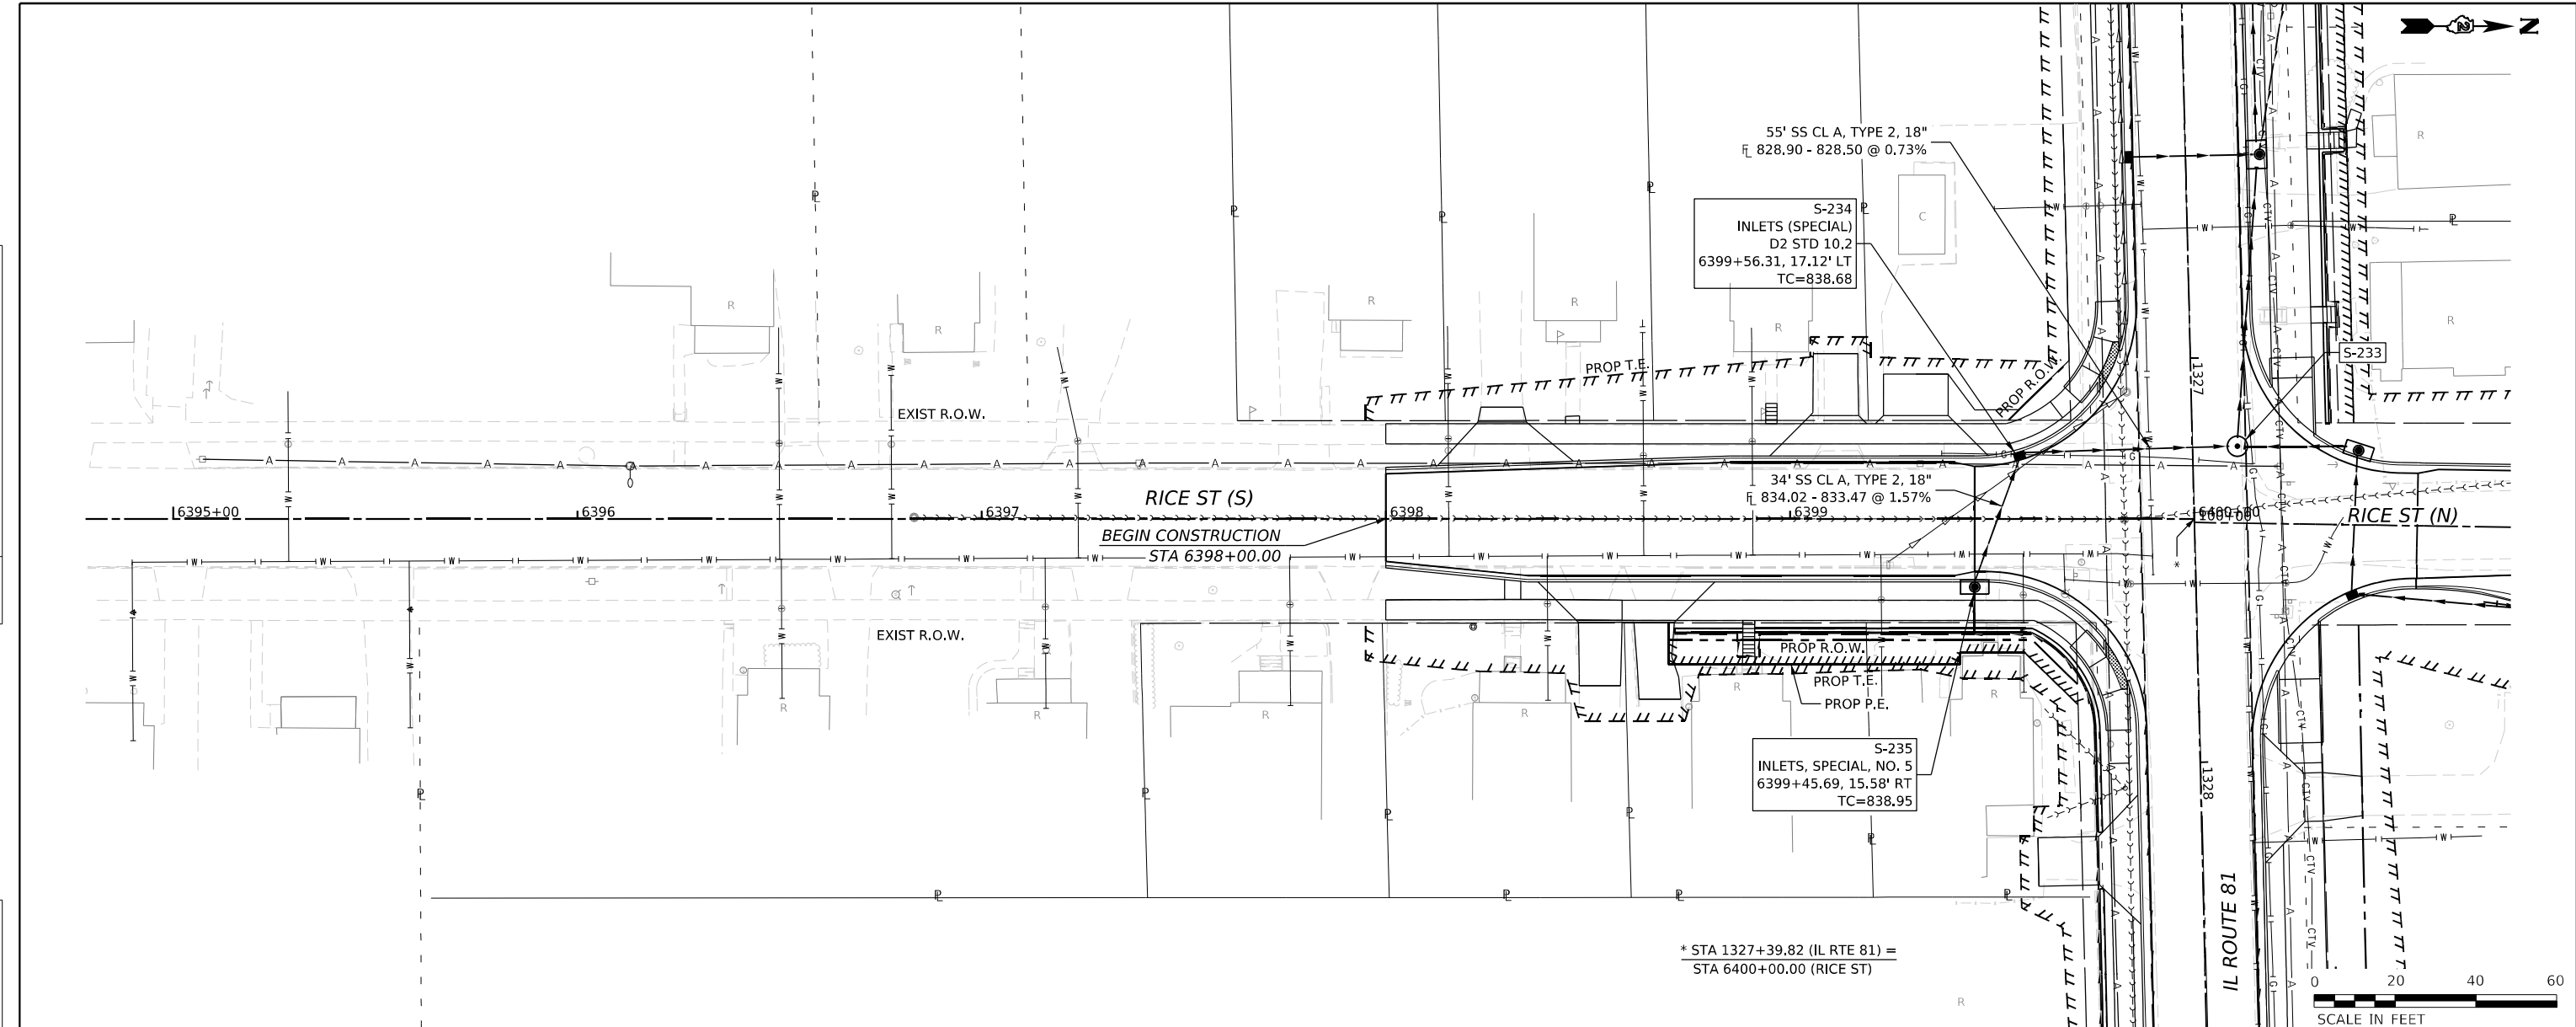 N
55' SS CL A, TYPE 2, 18"
FL 828.90 - 828.50 @ 0.73%
S-234
INLETS (SPECIAL)
D2 STD 10.2
6399+56.31, 17.12' LT
TC=838.68
S-233
PROP T.E.
PROP R.O.W.
EXIST R.O.W.
1327
34' SS CL A, TYPE 2, 18"
FL 834.02 - 833.47 @ 1.57%
RICE ST (S)
6395+00
6396
6397
6398
6399
6400+00
100+00
RICE ST (N)
BEGIN CONSTRUCTION
STA 6398+00.00
*
EXIST R.O.W.
PROP R.O.W.
PROP T.E.
PROP P.E.
S-235
INLETS, SPECIAL, NO. 5
6399+45.69, 15.58' RT
TC=838.95
1328
IL ROUTE 81
* STA 1327+39.82 (IL RTE 81) =
STA 6400+00.00 (RICE ST)
0 20 40 60
SCALE IN FEET